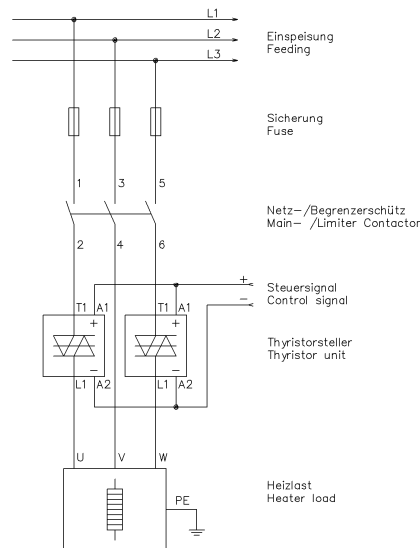 L1
L2
L3
Einspeisung
Feeding
Sicherung
Fuse
1 3 5
Netz-/Begrenzerschütz
Main- /Limiter Contactor
2 4 6
+
Steuersignal
- Control signal
T1 A1 T1 A1
+ +
Thyristorsteller
Thyristor unit
- -
L1 A2 L1 A2
U V W
Heizlast
Heater load
PE